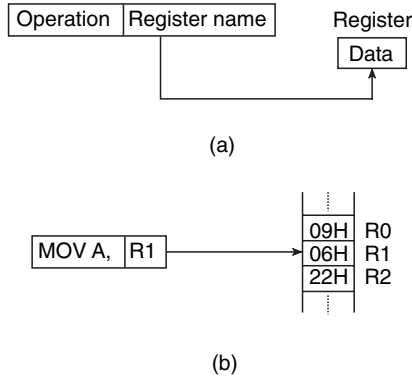 Operation Register name
Register
Data
(a)
MOV A, R1
09H R0
06H R1
22H R2
(b)